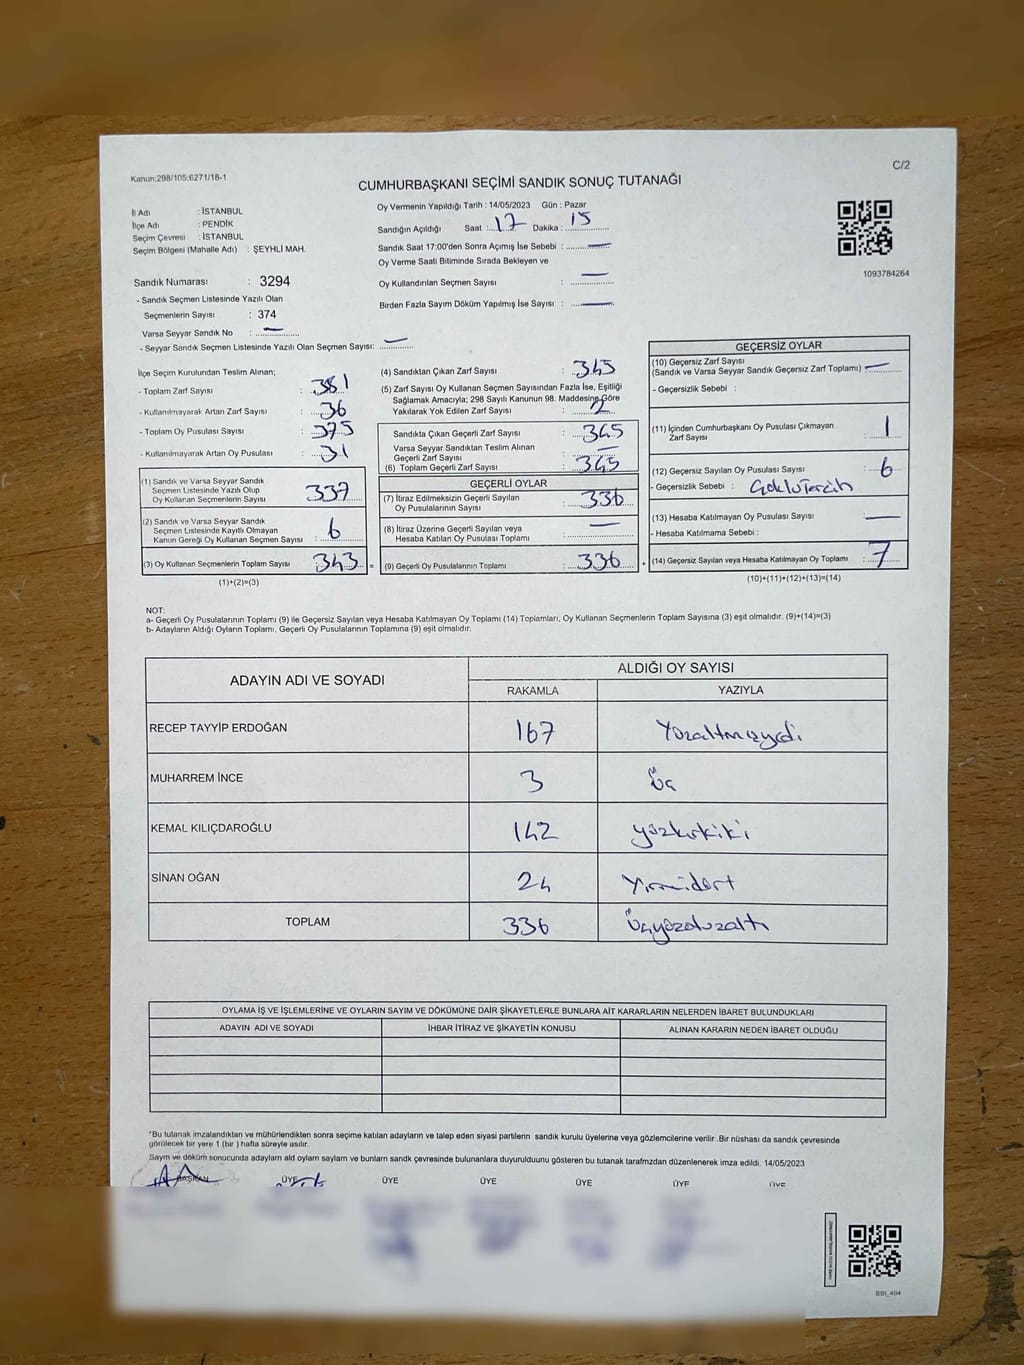 C/2
Kanun:298/105:6271/18-1
CUMHURBAŞKANI SEÇİMİ SANDIK SONUÇ TUTANAĞI
İl Adı : İSTANBUL
İlçe Adı : PENDİK
Seçim Çevresi : İSTANBUL
Seçim Bölgesi (Mahalle Adı) : ŞEYHLİ MAH.
Sandık Numarası : 3294
- Sandık Seçmen Listesinde Yazılı Olan
Seçmenlerin Sayısı : 374
Varsa Seyyar Sandık No : —
- Seyyar Sandık Seçmen Listesinde Yazılı Olan Seçmen Sayısı: —
Oy Vermenin Yapıldığı Tarih : 14/05/2023 Gün : Pazar
Sandığın Açıldığı Saat : 17 Dakika : 15
Sandık Saat 17:00'den Sonra Açımış İse Sebebi : —
Oy Verme Saati Bitiminde Sırada Bekleyen ve
Oy Kullandırılan Seçmen Sayısı : —
Birden Fazla Sayım Döküm Yapılmış İse Sayısı : —
1093784264
İlçe Seçim Kurulundan Teslim Alınan;
- Toplam Zarf Sayısı : 381
- Kullanılmayarak Artan Zarf Sayısı : 36
- Toplam Oy Pusulası Sayısı : 375
- Kullanılmayarak Artan Oy Pusulası : 31
(1) Sandık ve Varsa Seyyar Sandık
Seçmen Listesinde Yazılı Olup
Oy Kullanan Seçmenlerin Sayısı : 337
(2) Sandık ve Varsa Seyyar Sandık
Seçmen Listesinde Kayıtlı Olmayan
Kanun Gereği Oy Kullanan Seçmen Sayısı : 6
(3) Oy Kullanan Seçmenlerin Toplam Sayısı : 343 =
(1)+(2)=(3)
(4) Sandıktan Çıkan Zarf Sayısı : 345
(5) Zarf Sayısı Oy Kullanan Seçmen Sayısından Fazla İse, Eşitliği
Sağlamak Amacıyla; 298 Sayılı Kanunun 98. Maddesine Göre
Yakılarak Yok Edilen Zarf Sayısı : 2
Sandıkta Çıkan Geçerli Zarf Sayısı : 345
Varsa Seyyar Sandıktan Teslim Alınan
Geçerli Zarf Sayısı : —
(6) Toplam Geçerli Zarf Sayısı : 345
GEÇERLİ OYLAR
(7) İtiraz Edilmeksizin Geçerli Sayılan
Oy Pusulalarının Sayısı : 336
(8) İtiraz Üzerine Geçerli Sayılan veya
Hesaba Katılan Oy Pusulası Toplamı : —
(9) Geçerli Oy Pusulalarının Toplamı : 336 +
GEÇERSİZ OYLAR
(10) Geçersiz Zarf Sayısı
(Sandık ve Varsa Seyyar Sandık Geçersiz Zarf Toplamı) : —
- Geçersizlik Sebebi :
(11) İçinden Cumhurbaşkanı Oy Pusulası Çıkmayan
Zarf Sayısı : 1
(12) Geçersiz Sayılan Oy Pusulası Sayısı : 6
- Geçersizlik Sebebi : Çoklu Tercih
(13) Hesaba Katılmayan Oy Pusulası Sayısı : —
- Hesaba Katılmama Sebebi :
(14) Geçersiz Sayılan veya Hesaba Katılmayan Oy Toplamı : 7
(10)+(11)+(12)+(13)=(14)
NOT:
a- Geçerli Oy Pusulalarının Toplamı (9) ile Geçersiz Sayılan veya Hesaba Katılmayan Oy Toplamı (14) Toplamları, Oy Kullanan Seçmenlerin Toplam Sayısına (3) eşit olmalıdır. (9)+(14)=(3)
b- Adayların Aldığı Oyların Toplamı, Geçerli Oy Pusulalarının Toplamına (9) eşit olmalıdır.
ADAYIN ADI VE SOYADI ALDIĞI OY SAYISI
RAKAMLA YAZIYLA
RECEP TAYYİP ERDOĞAN 167 Yüzaltmışyedi
MUHARREM İNCE 3 Üç
KEMAL KILIÇDAROĞLU 142 yüzkırkiki
SİNAN OĞAN 24 Yirmidört
TOPLAM 336 Üçyüzotuzaltı
OYLAMA İŞ VE İŞLEMLERİNE VE OYLARIN SAYIM VE DÖKÜMÜNE DAİR ŞİKAYETLERLE BUNLARA AİT KARARLARIN NELERDEN İBARET BULUNDUKLARI
ADAYIN ADI VE SOYADI İHBAR İTİRAZ VE ŞİKAYETİN KONUSU ALINAN KARARIN NEDEN İBARET OLDUĞU
*Bu tutanak imzalandıktan ve mühürlendikten sonra seçime katılan adayların ve talep eden siyasi partilerin sandık kurulu üyelerine veya gözlemcilerine verilir .Bir nüshası da sandık çevresinde
görülecek bir yere 1 (bir ) hafta süreyle asılır.
Sayım ve döküm sonucunda adayların ald oyların sayları ve bunların sandk çevresinde bulunanlara duyurulduunu gösteren bu tutanak tarafmzdan düzenlenerek imza edildi. 14/05/2023
BAŞKAN ÜYE ÜYE ÜYE ÜYE ÜYE ÜYE
SSI_404